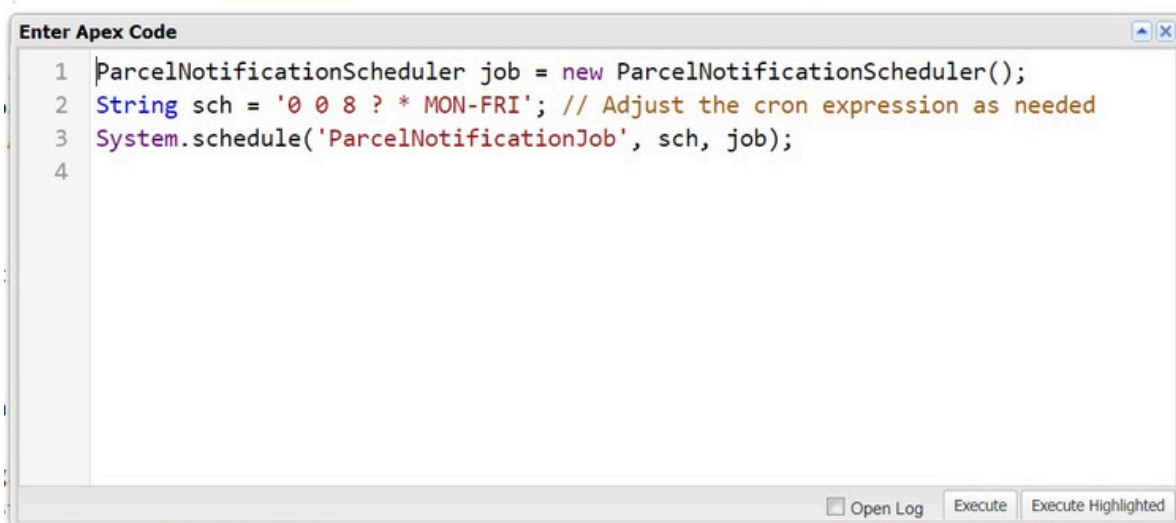 Enter Apex Code
1 ParcelNotificationScheduler job = new ParcelNotificationScheduler();
2 String sch = '0 0 8 ? * MON-FRI'; // Adjust the cron expression as needed
3 System.schedule('ParcelNotificationJob', sch, job);
4
Open Log Execute Execute Highlighted